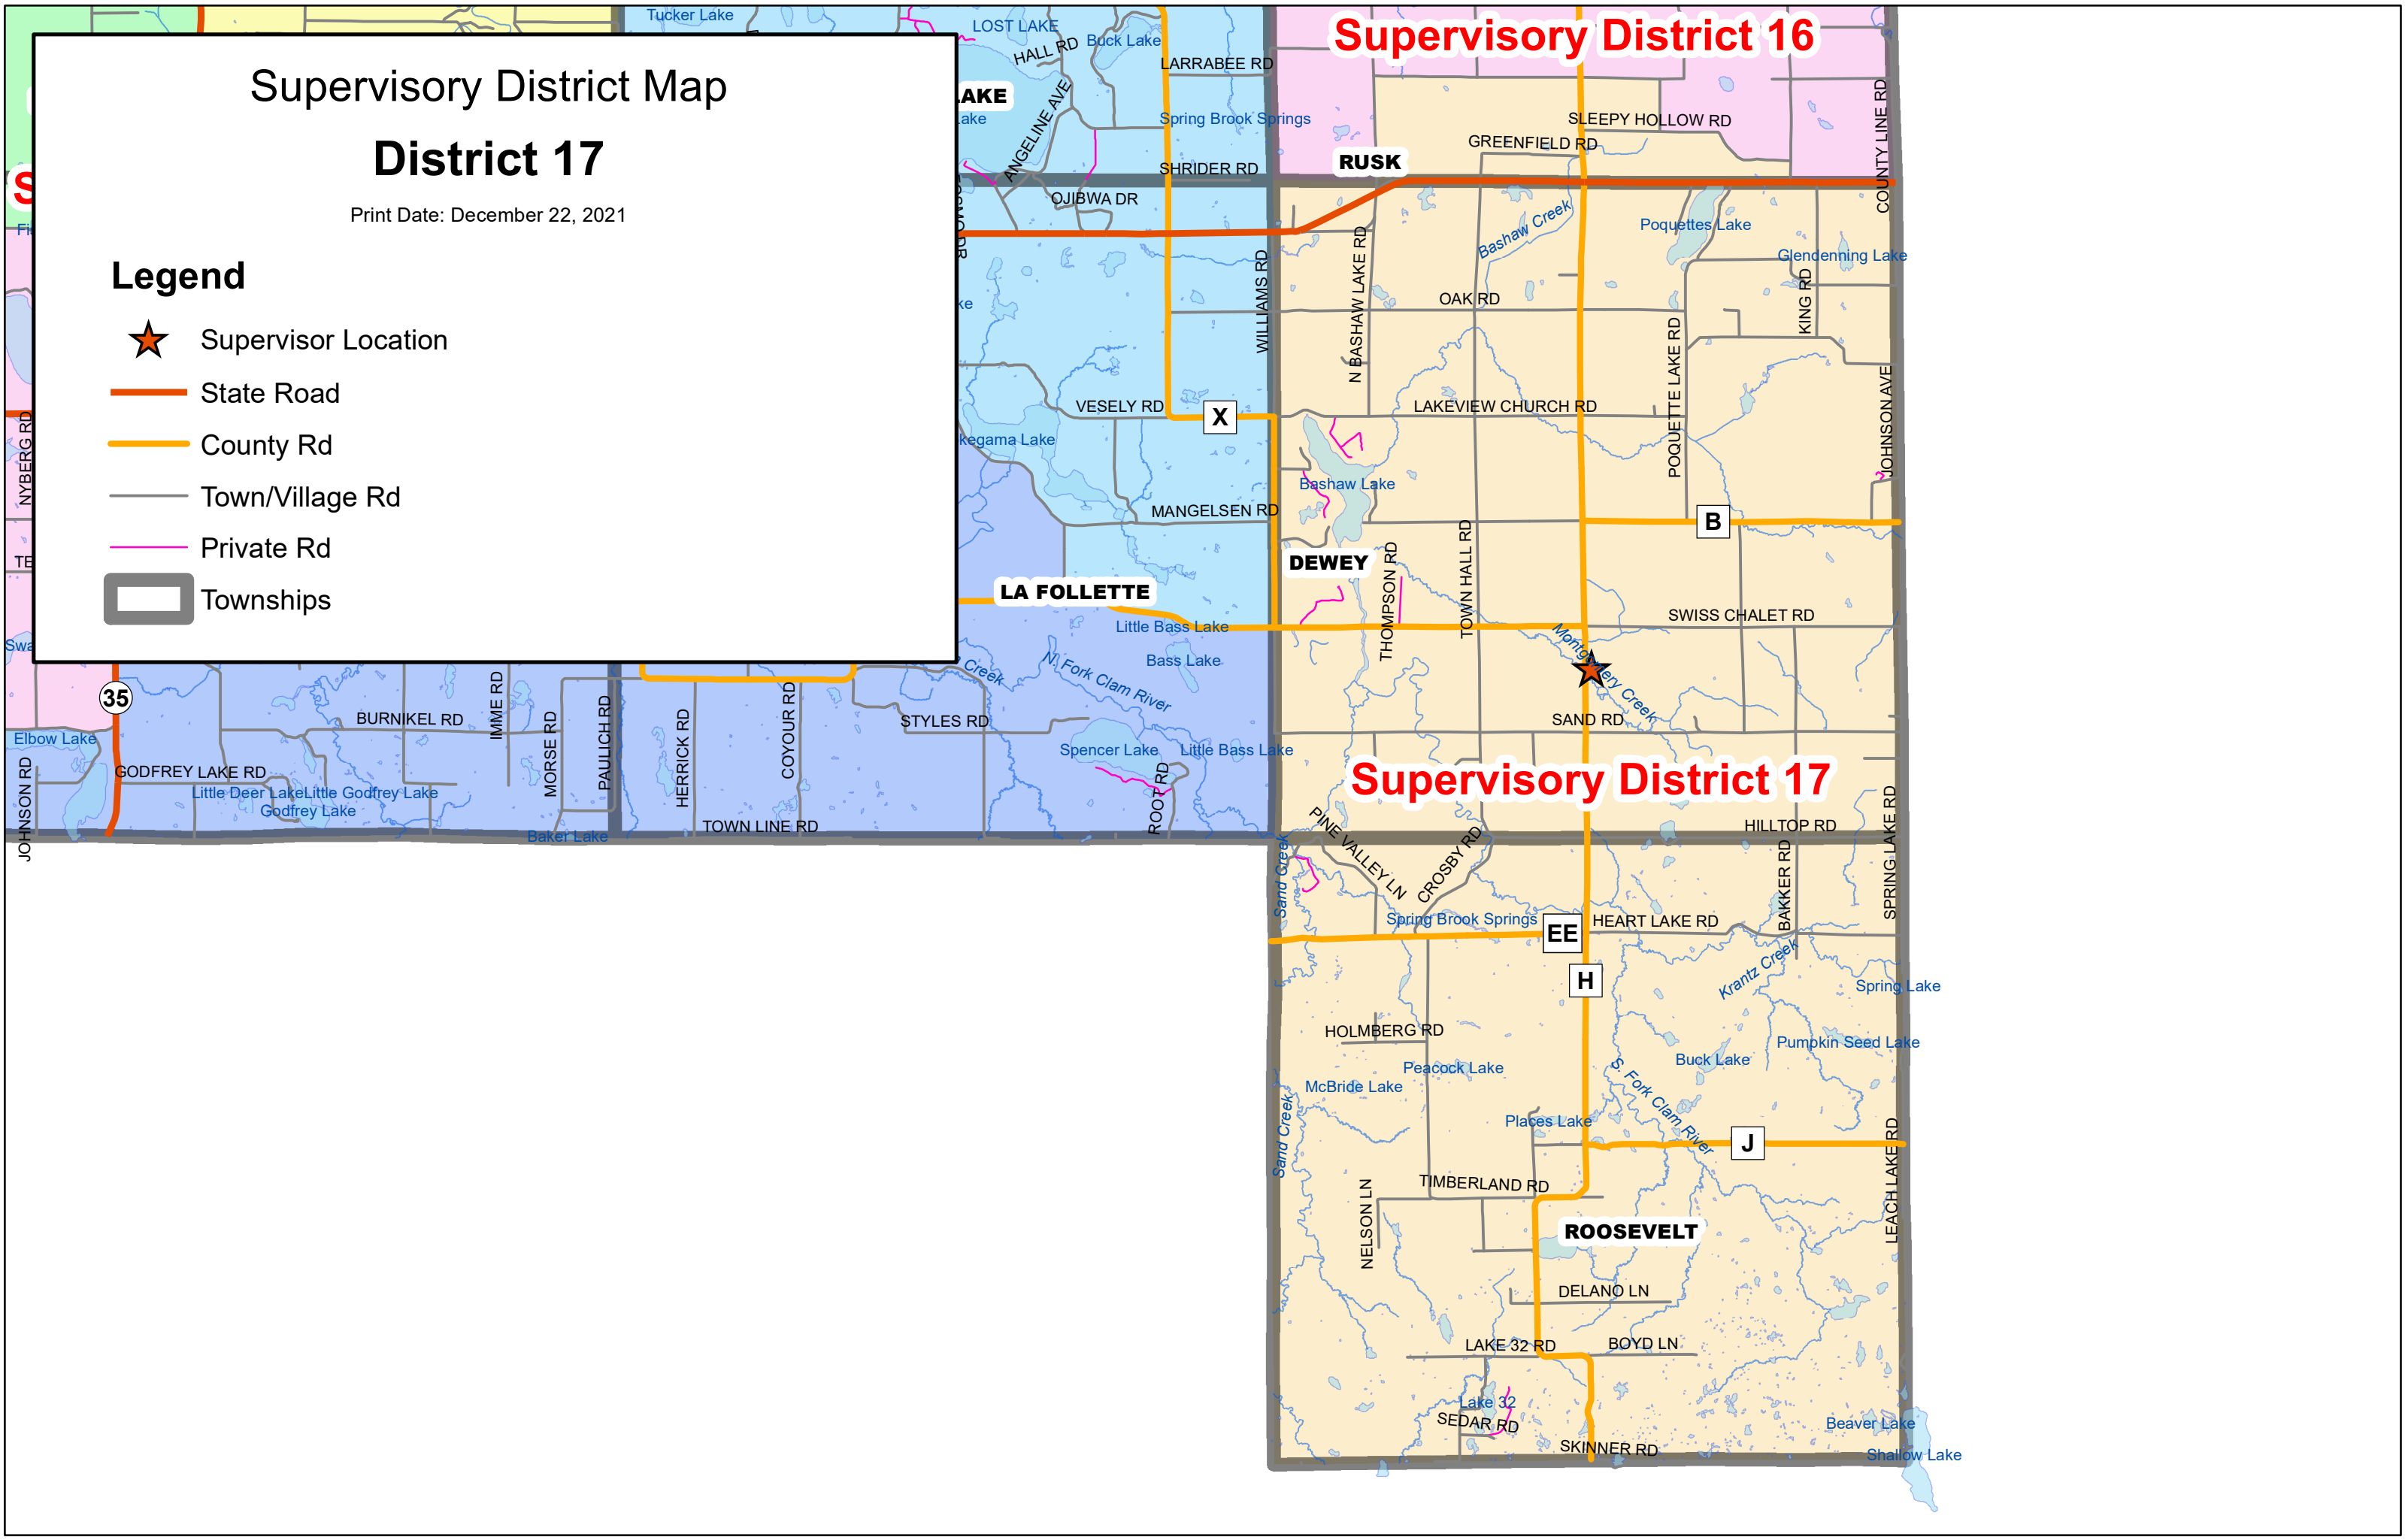 Supervisory District Map
District 17
Print Date: December 22, 2021
Legend
Supervisor Location
State Road
County Rd
Town/Village Rd
Private Rd
Townships
Tucker Lake
LOST LAKE
HALL RD
Buck Lake
LARRABEE RD
Supervisory District 16
LAKE
ake
ANGELINE AVE
Spring Brook Springs
SLEEPY HOLLOW RD
GREENFIELD RD
COUNTY LINE RD
SHRIDER RD
RUSK
S
OJIBWA DR
Bashaw Creek
Poquettes Lake
Glendenning Lake
WILLIAMS RD
N BASHAW LAKE RD
OAK RD
KING RD
ke
POQUETTE LAKE RD
VESELY RD
X
LAKEVIEW CHURCH RD
JOHNSON AVE
NYBERG RD
kegama Lake
Bashaw Lake
MANGELSEN RD
B
TE
DEWEY
THOMPSON RD
TOWN HALL RD
LA FOLLETTE
Little Bass Lake
SWISS CHALET RD
Swa
Bass Lake
Creek
N. Fork Clam River
Montgomery Creek
35
BURNIKEL RD
IMME RD
MORSE RD
PAULICH RD
HERRICK RD
COYOUR RD
STYLES RD
SAND RD
Elbow Lake
Spencer Lake
Little Bass Lake
JOHNSON RD
GODFREY LAKE RD
Little Deer Lake
Little Godfrey Lake
Godfrey Lake
ROOT RD
Supervisory District 17
Baker Lake
TOWN LINE RD
HILLTOP RD
SPRING LAKE RD
PINE VALLEY LN
CROSBY RD
BAKKER RD
Sand Creek
Spring Brook Springs
EE
HEART LAKE RD
H
Krantz Creek
Spring Lake
HOLMBERG RD
Pumpkin Seed Lake
Peacock Lake
Buck Lake
McBride Lake
S. Fork Clam River
Places Lake
Sand Creek
J
LEACH LAKE RD
TIMBERLAND RD
NELSON LN
ROOSEVELT
DELANO LN
LAKE 32 RD
BOYD LN
Lake 32
SEDAR RD
Beaver Lake
SKINNER RD
Shallow Lake